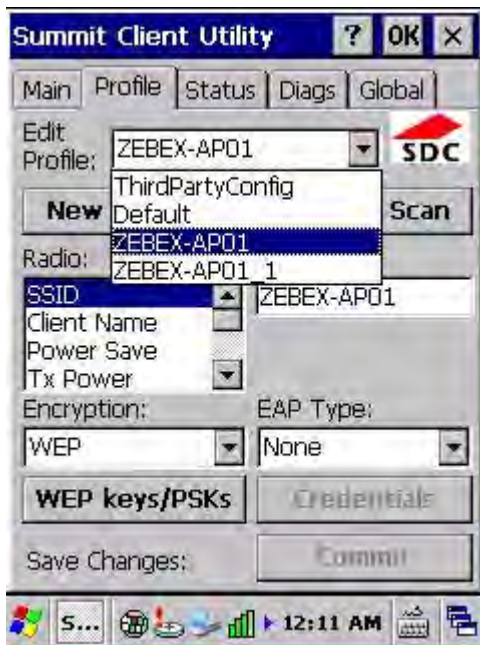 Summit Client Utility ? OK ×
Main Profile Status Diags Global
Edit Profile: ZEBEX-AP01 SDC
ThirdPartyConfig
Default
ZEBEX-AP01
ZEBEX-AP01_1
New Scan
Radio:
SSID ZEBEX-AP01
Client Name
Power Save
Tx Power
Encryption: EAP Type:
WEP None
WEP keys/PSKs Credentials
Save Changes: Commit
S... 12:11 AM